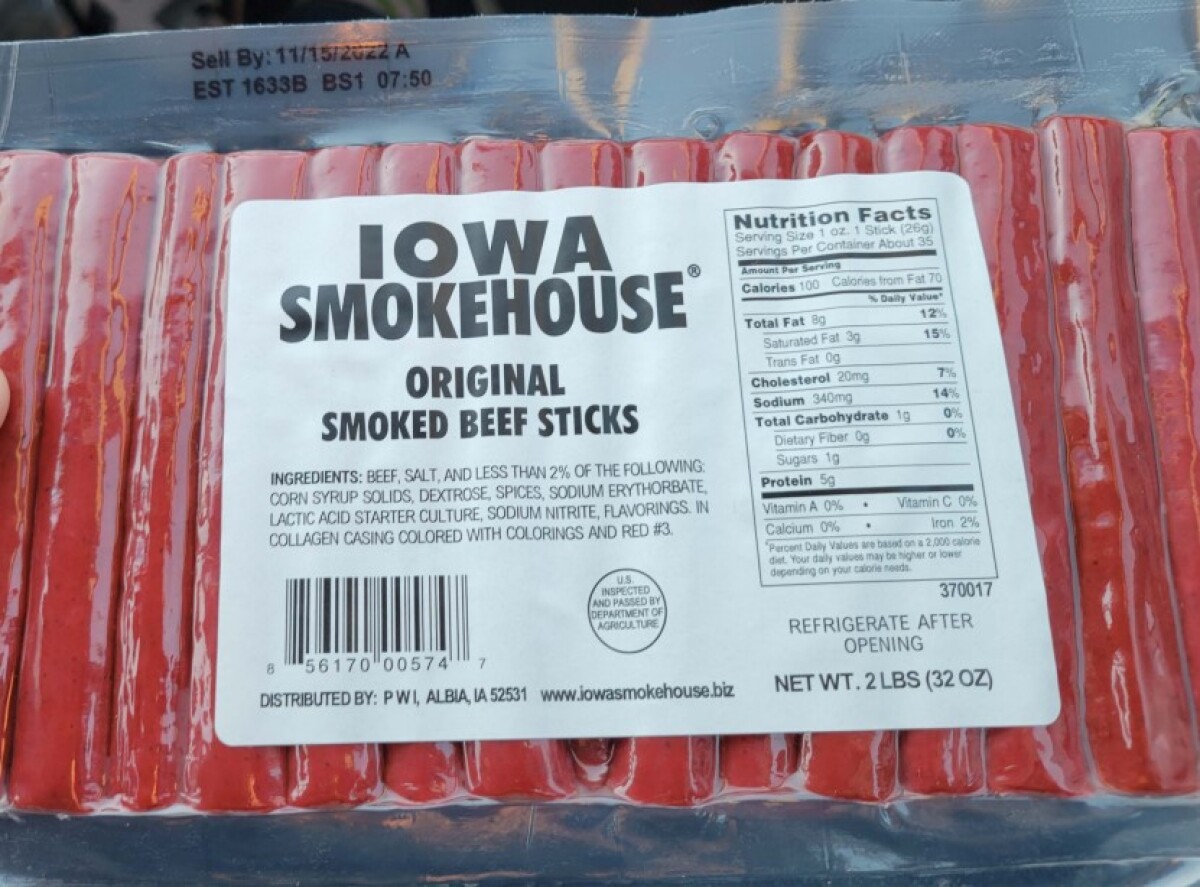 Sell By: 11/15/2022 A
EST 1633B BS1 07:50
IOWA
SMOKEHOUSE®
ORIGINAL
SMOKED BEEF STICKS
INGREDIENTS: BEEF, SALT, AND LESS THAN 2% OF THE FOLLOWING:
CORN SYRUP SOLIDS, DEXTROSE, SPICES, SODIUM ERYTHORBATE,
LACTIC ACID STARTER CULTURE, SODIUM NITRITE, FLAVORINGS. IN
COLLAGEN CASING COLORED WITH COLORINGS AND RED #3.
8 56170 00574 7
U.S.
INSPECTED
AND PASSED BY
DEPARTMENT OF
AGRICULTURE
DISTRIBUTED BY: P W I, ALBIA, IA 52531 www.iowasmokehouse.biz
Nutrition Facts
Serving Size 1 oz. 1 Stick (26g)
Servings Per Container About 35
Amount Per Serving
Calories 100 Calories from Fat 70
% Daily Value*
Total Fat 8g 12%
Saturated Fat 3g 15%
Trans Fat 0g
Cholesterol 20mg 7%
Sodium 340mg 14%
Total Carbohydrate 1g 0%
Dietary Fiber 0g 0%
Sugars 1g
Protein 5g
Vitamin A 0% • Vitamin C 0%
Calcium 0% • Iron 2%
*Percent Daily Values are based on a 2,000 calorie
diet. Your daily values may be higher or lower
depending on your calorie needs.
370017
REFRIGERATE AFTER
OPENING
NET WT. 2 LBS (32 OZ)